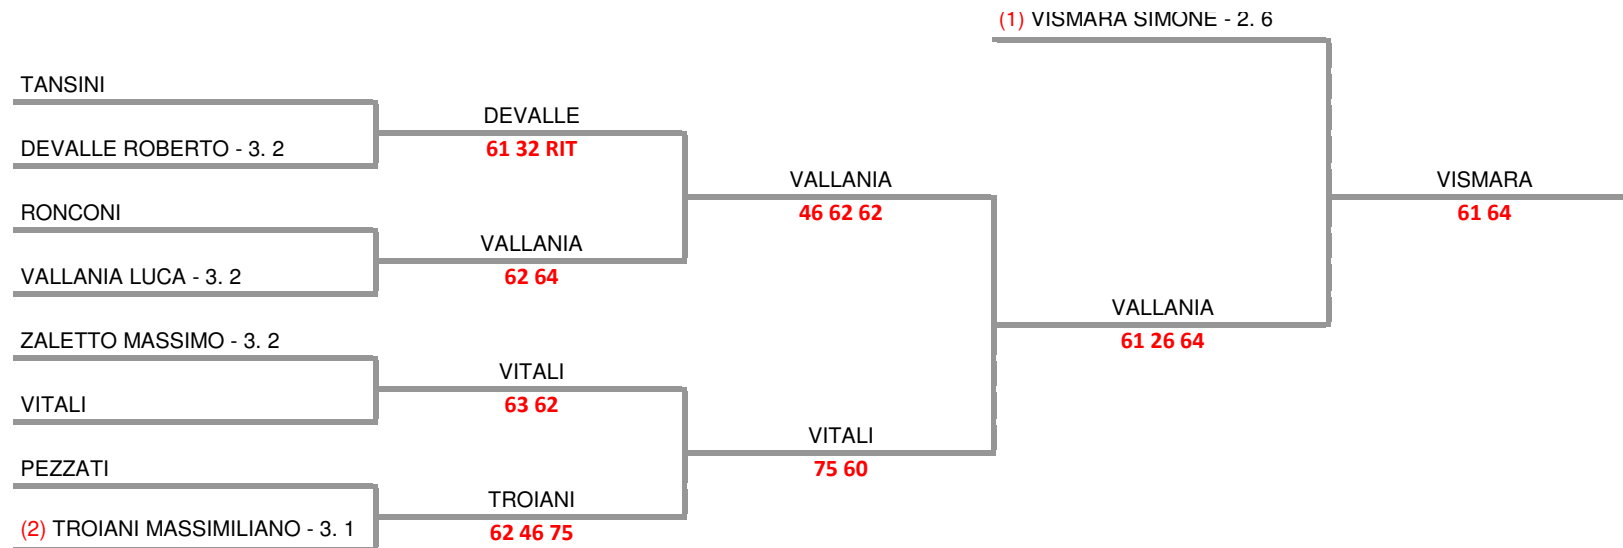 (1) VISMARA SIMONE - 2. 6
TANSINI
DEVALLE
DEVALLE ROBERTO - 3. 2
61 32 RIT
VALLANIA
VISMARA
RONCONI
46 62 62
61 64
VALLANIA
VALLANIA LUCA - 3. 2
62 64
VALLANIA
ZALETTO MASSIMO - 3. 2
61 26 64
VITALI
VITALI
63 62
VITALI
PEZZATI
75 60
TROIANI
(2) TROIANI MASSIMILIANO - 3. 1
62 46 75